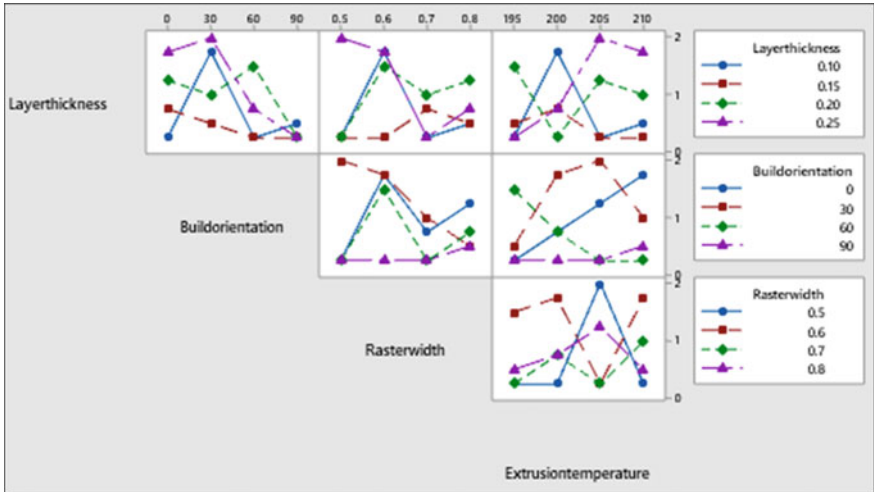 0 30 60 90 0.5 0.6 0.7 0.8 195 200 205 210
Layerthickness
2
1
0
Layerthickness
0.10
0.15
0.20
0.25
Buildorientation
2
1
0
Buildorientation
0
30
60
90
Rasterwidth
2
1
0
Rasterwidth
0.5
0.6
0.7
0.8
Extrusiontemperature